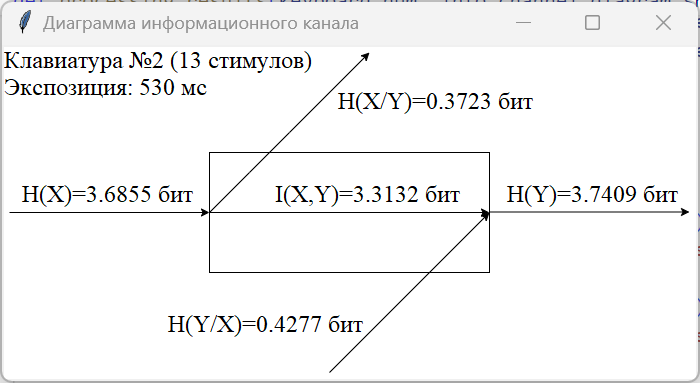 Диаграмма информационного канала
Клавиатура №2 (13 стимулов)
Экспозиция: 530 мс
H(X/Y)=0.3723 бит
H(X)=3.6855 бит
I(X,Y)=3.3132 бит
H(Y)=3.7409 бит
H(Y/X)=0.4277 бит